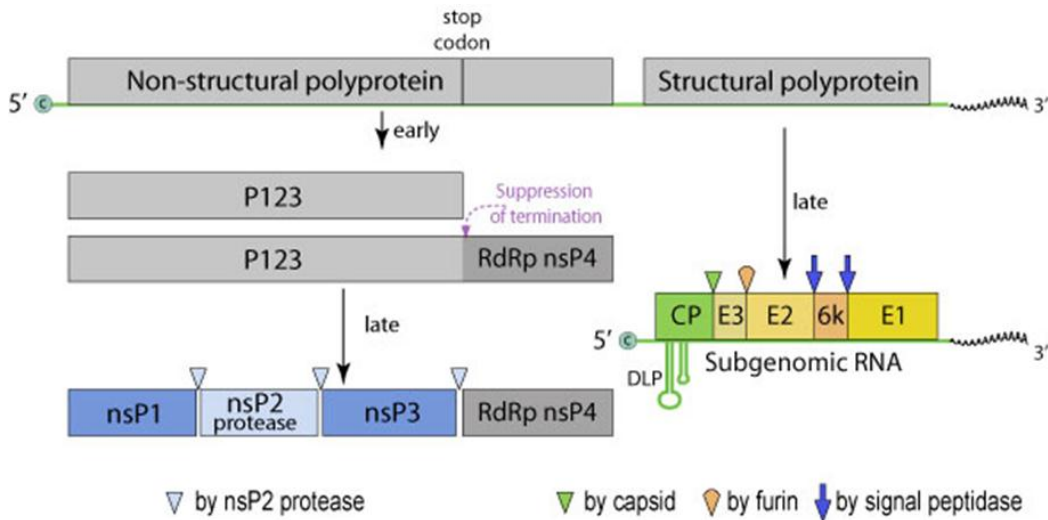 stop
codon
Non-structural polyprotein
Structural polyprotein
5’ c 3’
early
P123
Suppression
of termination
P123
RdRp nsP4
late
late
CP E3 E2 6k E1
5’ c 3’
Subgenomic RNA
DLP
nsP1
nsP2
protease
nsP3
RdRp nsP4
by nsP2 protease
by capsid
by furin
by signal peptidase